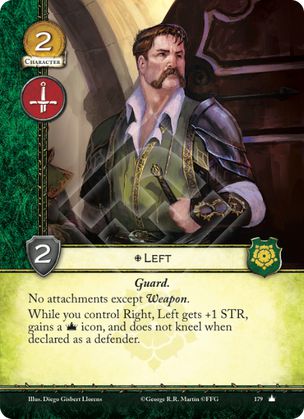 2
CHARACTER
2
LEFT
Guard.
No attachments except Weapon.
While you control Right, Left gets +1 STR,
gains a icon, and does not kneel when
declared as a defender.
Illus. Diego Gisbert Llorens ©George R.R. Martin ©FFG 179